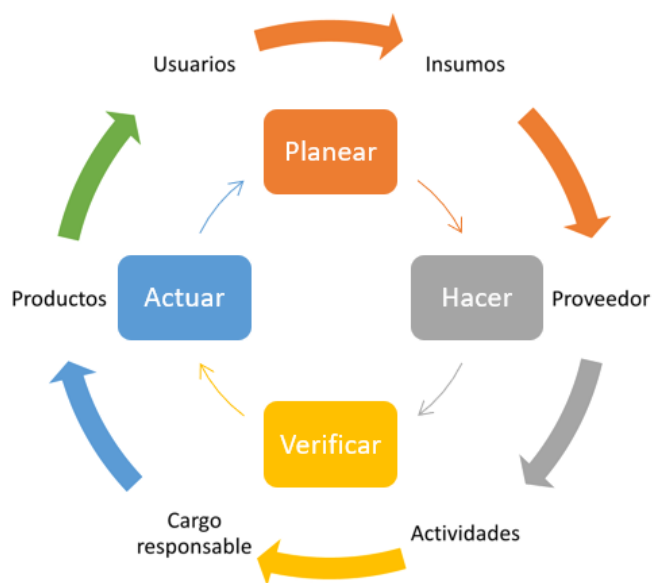 Usuarios
Insumos
Planear
Productos
Actuar
Hacer
Proveedor
Verificar
Cargo
responsable
Actividades